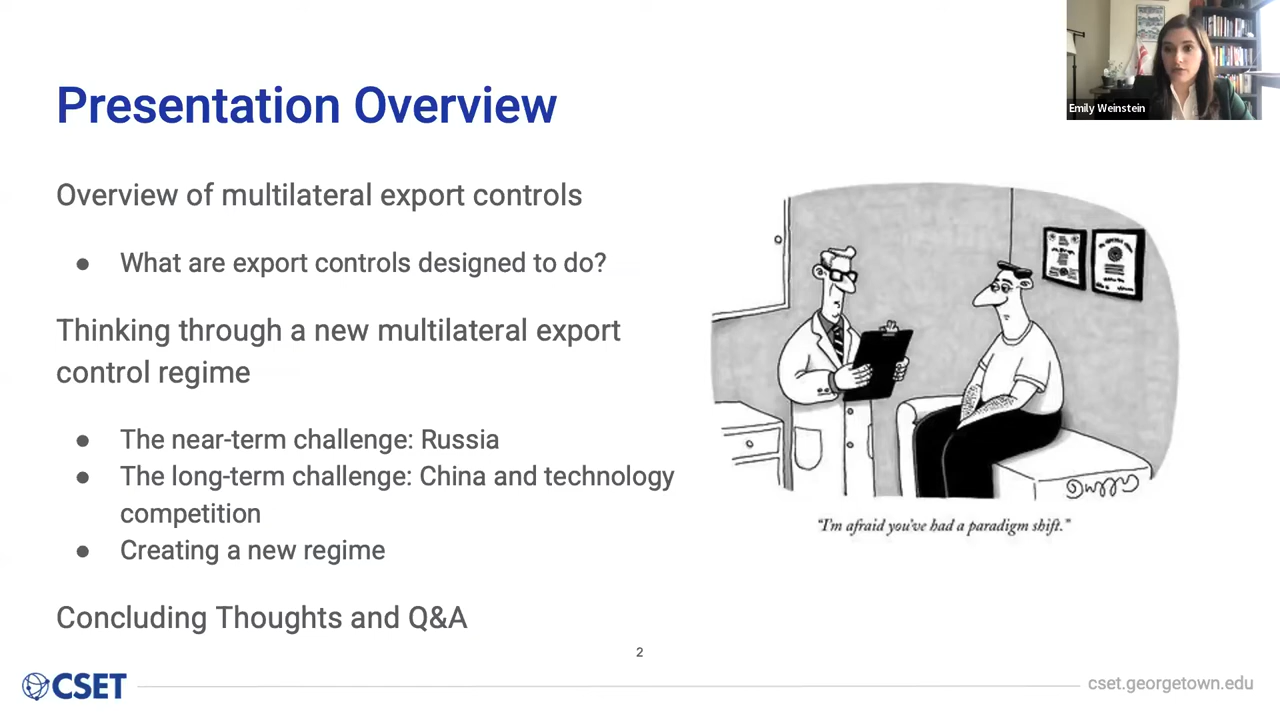 Emily Weinstein
Presentation Overview
Overview of multilateral export controls
● What are export controls designed to do?
Thinking through a new multilateral export
control regime
● The near-term challenge: Russia
● The long-term challenge: China and technology
competition
● Creating a new regime
Concluding Thoughts and Q&A
"I'm afraid you've had a paradigm shift."
2
CSET
cset.georgetown.edu